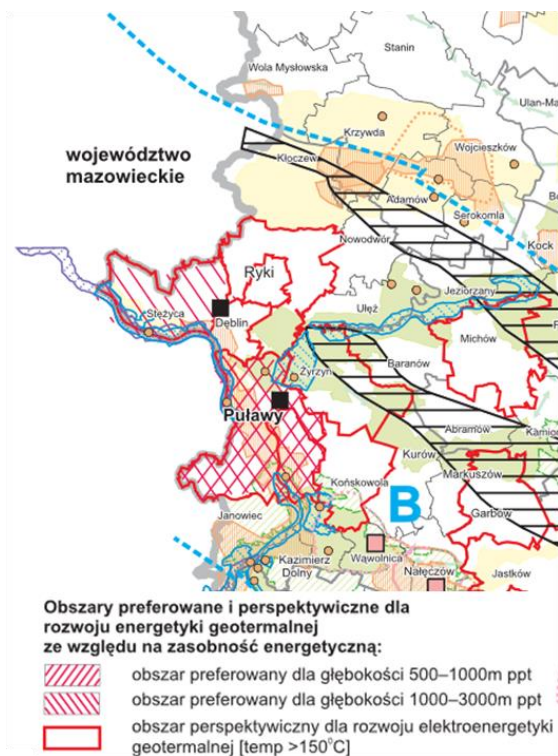 Stanin
Wola Mysłowska
Ulan-Ma
Krzywda
Wojcieszków
województwo
mazowieckie
Kłoczew
Adamów
Serokomla
Nowodwór
Kock
Ryki
Ułęż
Jeziorzany
Stężyca
Dęblin
Michów
Żyrzyn
Baranów
Puławy
Abramów
Kamion
Kurów
Markuszów
Końskowola
B
Garbów
Janowiec
Wąwolnica
Kazimierz
Dolny
Nałęczów
Jastków
Obszary preferowane i perspektywiczne dla
rozwoju energetyki geotermalnej
ze względu na zasobność energetyczną:
obszar preferowany dla głębokości 500–1000m ppt
obszar preferowany dla głębokości 1000–3000m ppt
obszar perspektywiczny dla rozwoju elektroenergetyki
geotermalnej [temp >150°C]